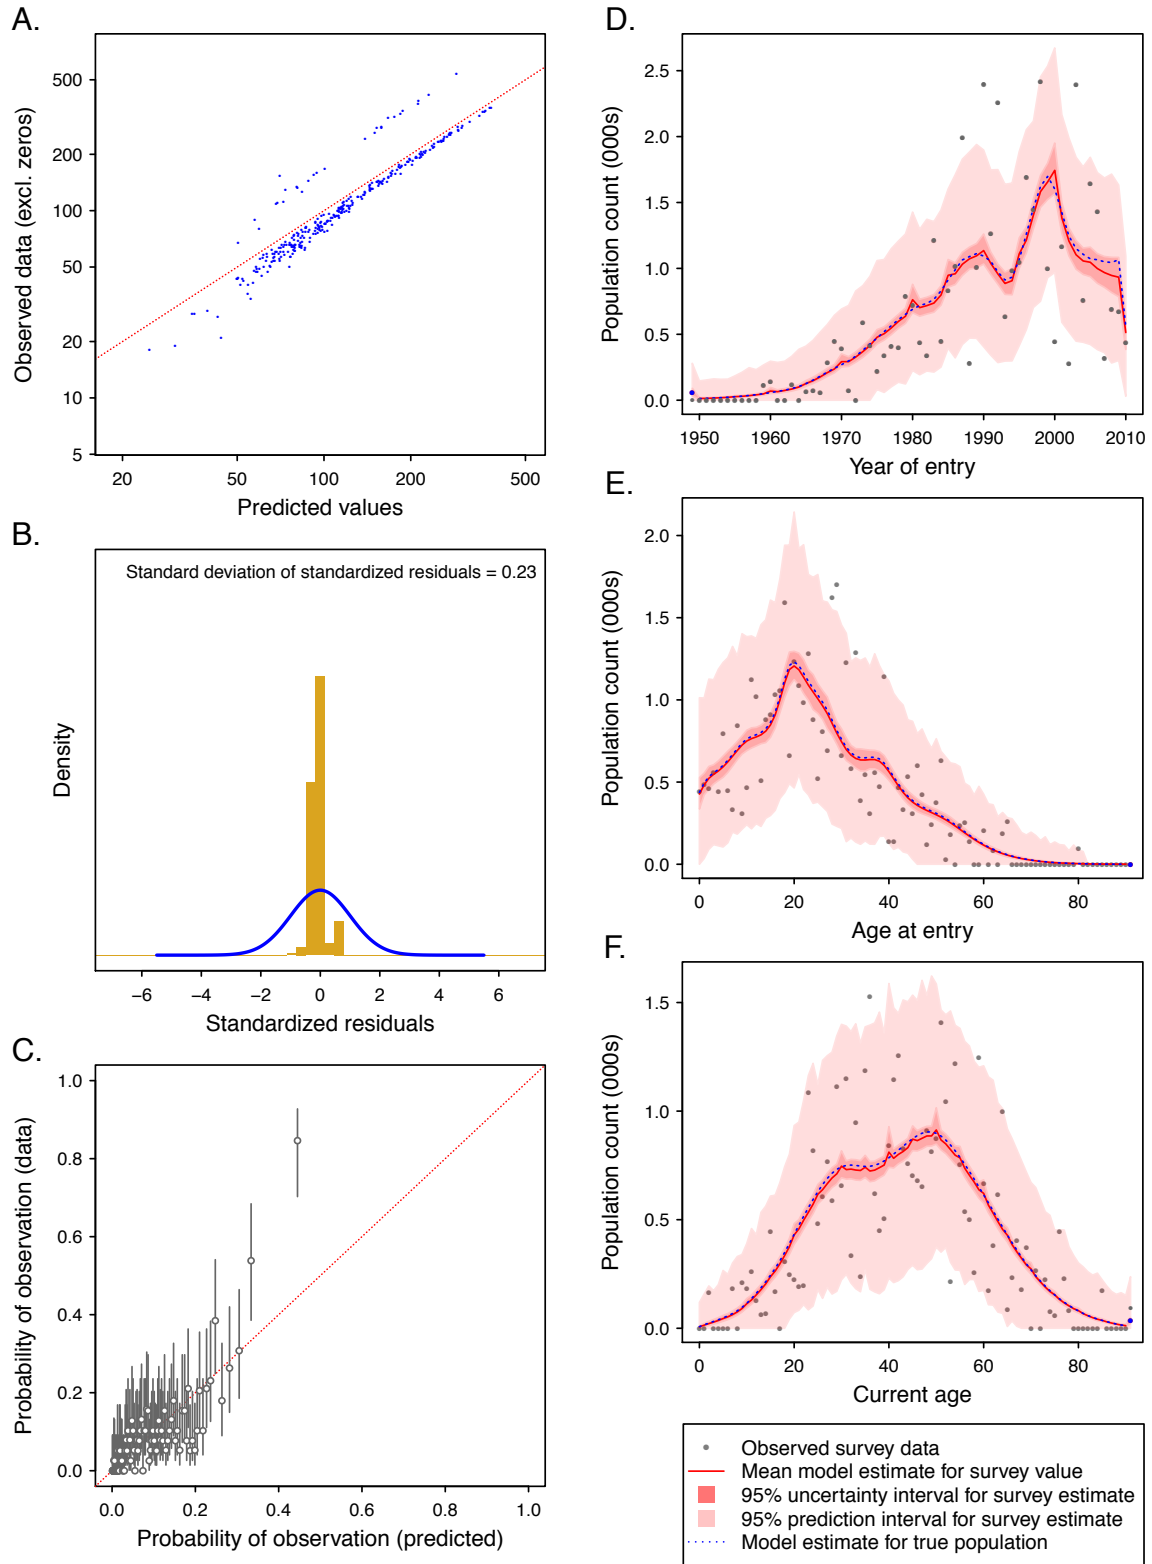 A.
Observed data (excl. zeros)
500
200
100
50
20
10
5
20 50 100 200 500
Predicted values
B.
Standard deviation of standardized residuals = 0.23
Density
−6 −4 −2 0 2 4 6
Standardized residuals
C.
Probability of observation (data)
1.0
0.8
0.6
0.4
0.2
0.0
0.0 0.2 0.4 0.6 0.8 1.0
Probability of observation (predicted)
D.
Population count (000s)
2.5
2.0
1.5
1.0
0.5
0.0
1950 1960 1970 1980 1990 2000 2010
Year of entry
E.
Population count (000s)
2.0
1.5
1.0
0.5
0.0
0 20 40 60 80
Age at entry
F.
Population count (000s)
1.5
1.0
0.5
0.0
0 20 40 60 80
Current age
Observed survey data
Mean model estimate for survey value
95% uncertainty interval for survey estimate
95% prediction interval for survey estimate
Model estimate for true population